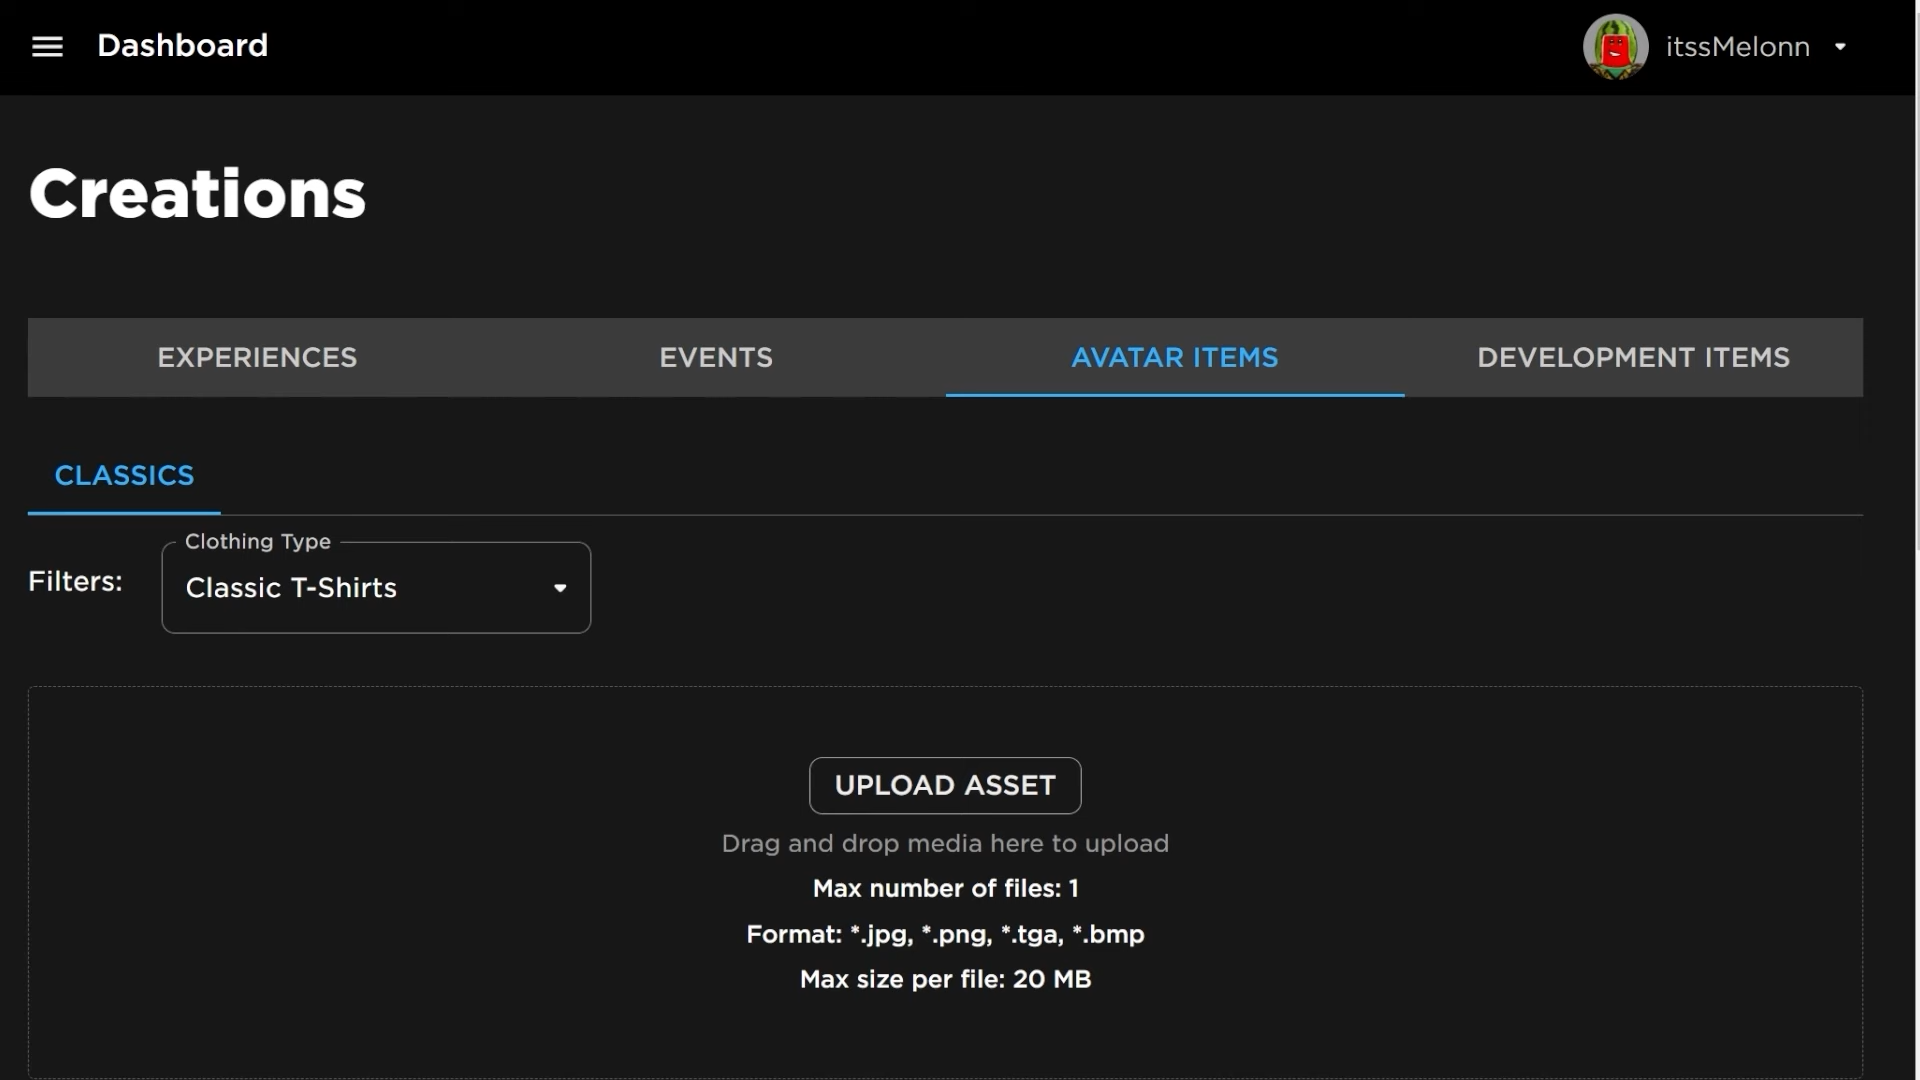 Dashboard
itssMelonn
Creations
EXPERIENCES
EVENTS
AVATAR ITEMS
DEVELOPMENT ITEMS
CLASSICS
Clothing Type
Filters:
Classic T-Shirts
UPLOAD ASSET
Drag and drop media here to upload
Max number of files: 1
Format: *.jpg, *.png, *.tga, *.bmp
Max size per file: 20 MB